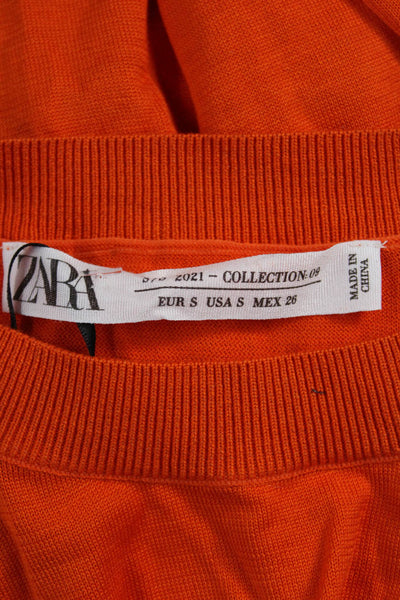 ZARA
2021 - COLLECTION: 09
EUR S USA S MEX 26
MADE IN
CHINA